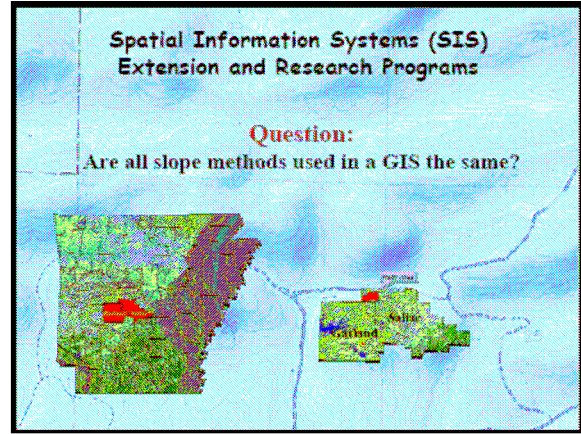 Spatial Information Systems (SIS)
Extension and Research Programs
Question:
Are all slope methods used in a GIS the same?
Garland
Saline